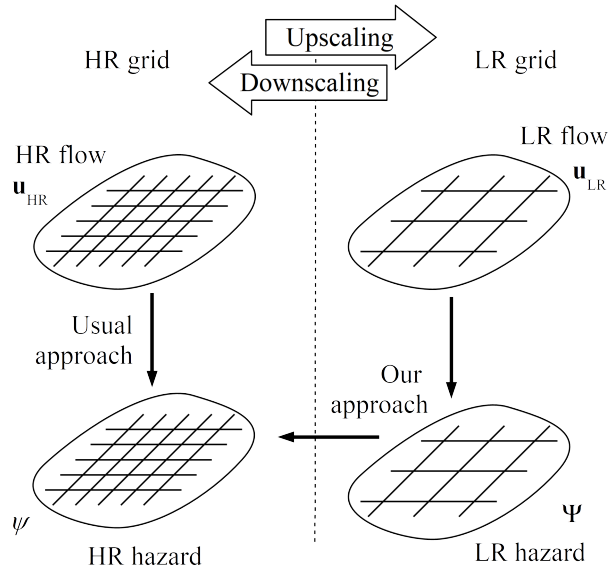 Upscaling
HR grid
LR grid
Downscaling
HR flow
u_HR
LR flow
u_LR
Usual
approach
Our
approach
ψ
HR hazard
Ψ
LR hazard